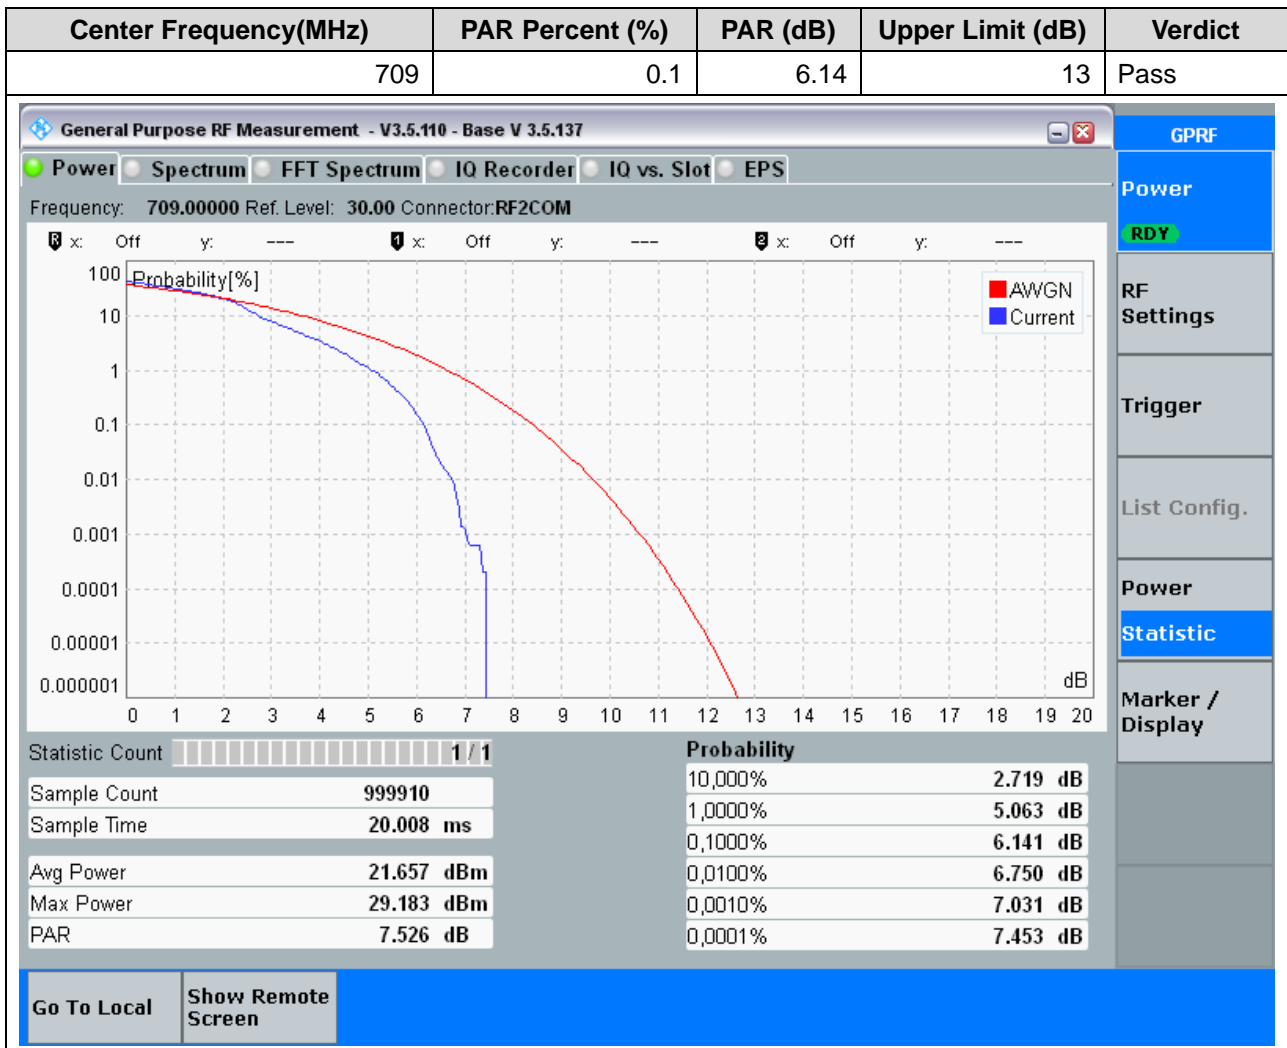 Center Frequency(MHz) PAR Percent (%) PAR (dB) Upper Limit (dB) Verdict
709 0.1 6.14 13 Pass
General Purpose RF Measurement - V3.5.110 - Base V 3.5.137
GPRF
Power Spectrum FFT Spectrum IQ Recorder IQ vs. Slot EPS
Frequency: 709.00000 Ref. Level: 30.00 Connector:RF2COM
R x: Off y: --- 1 x: Off y: --- 2 x: Off y: ---
Probability[%]
AWGN
Current
100
10
1
0.1
0.01
0.001
0.0001
0.00001
0.000001
dB
0 1 2 3 4 5 6 7 8 9 10 11 12 13 14 15 16 17 18 19 20
Statistic Count 1 / 1
Sample Count 999910
Sample Time 20.008 ms
Avg Power 21.657 dBm
Max Power 29.183 dBm
PAR 7.526 dB
Probability
10,000% 2.719 dB
1,0000% 5.063 dB
0,1000% 6.141 dB
0,0100% 6.750 dB
0,0010% 7.031 dB
0,0001% 7.453 dB
Power
RDY
RF
Settings
Trigger
List Config.
Power
Statistic
Marker /
Display
Go To Local
Show Remote
Screen